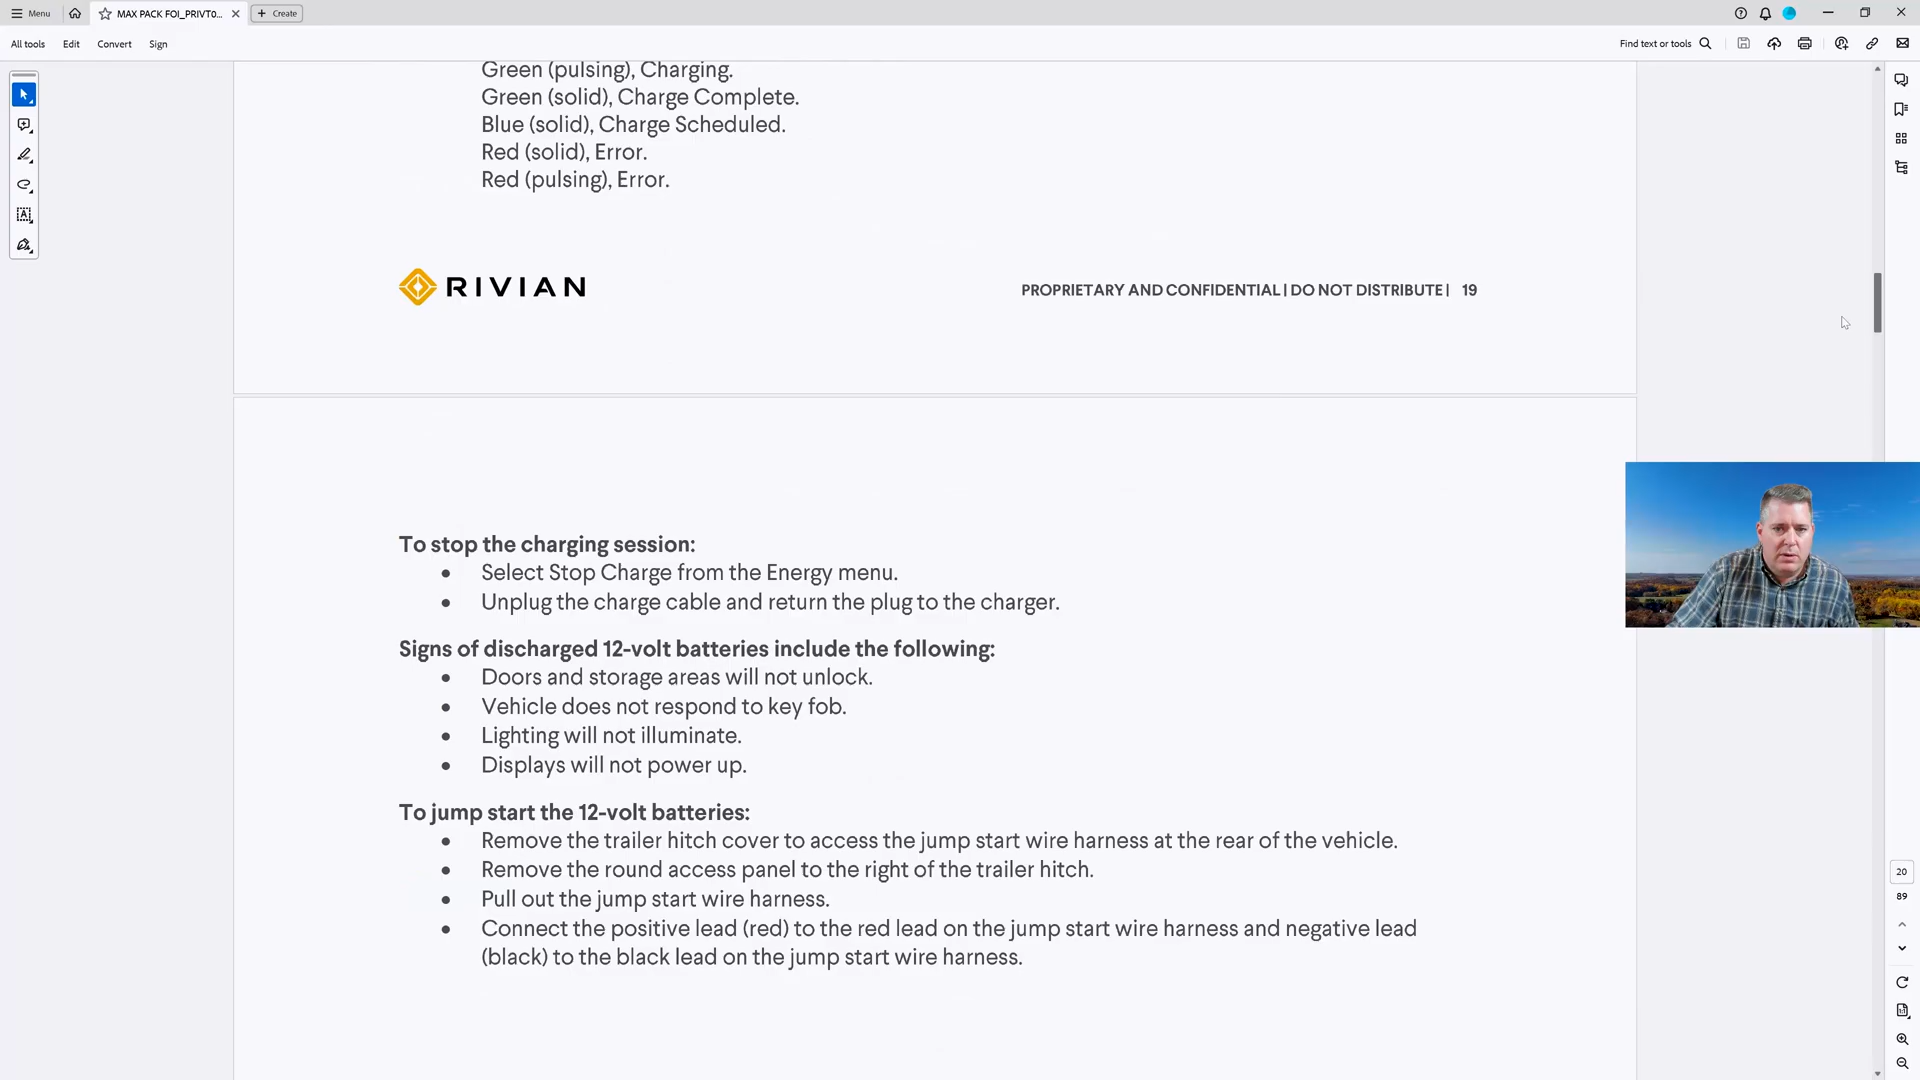 Menu
MAX PACK FOI_PRIVT0...
Create
All tools
Edit
Convert
Sign
Find text or tools
Green (pulsing), Charging.
Green (solid), Charge Complete.
Blue (solid), Charge Scheduled.
Red (solid), Error.
Red (pulsing), Error.
RIVIAN
PROPRIETARY AND CONFIDENTIAL | DO NOT DISTRIBUTE | 19
To stop the charging session:
• Select Stop Charge from the Energy menu.
• Unplug the charge cable and return the plug to the charger.
Signs of discharged 12-volt batteries include the following:
• Doors and storage areas will not unlock.
• Vehicle does not respond to key fob.
• Lighting will not illuminate.
• Displays will not power up.
To jump start the 12-volt batteries:
• Remove the trailer hitch cover to access the jump start wire harness at the rear of the vehicle.
• Remove the round access panel to the right of the trailer hitch.
• Pull out the jump start wire harness.
• Connect the positive lead (red) to the red lead on the jump start wire harness and negative lead
(black) to the black lead on the jump start wire harness.
20
89